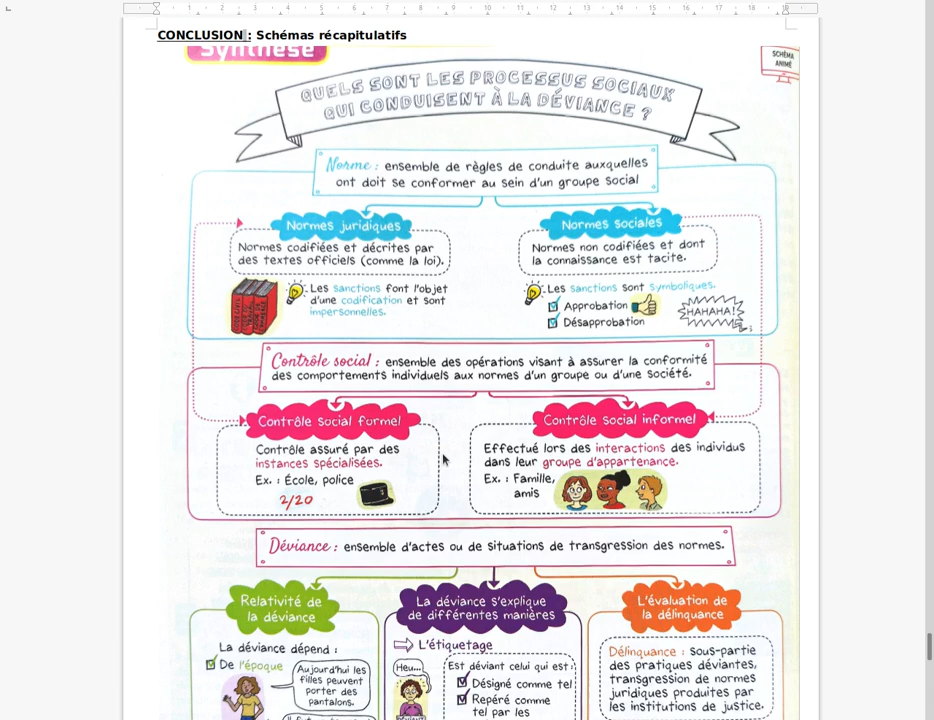 CONCLUSION : Schémas récapitulatifs
Synthèse
SCHÉMA
ANIMÉ
QUELS SONT LES PROCESSUS SOCIAUX
QUI CONDUISENT À LA DÉVIANCE ?
Norme : ensemble de règles de conduite auxquelles
ont doit se conformer au sein d'un groupe social
Normes juridiques
Normes codifiées et décrites par
des textes officiels (comme la loi).
Les sanctions font l'objet
d'une codification et sont
impersonnelles.
Normes sociales
Normes non codifiées et dont
la connaissance est tacite.
Les sanctions sont symboliques.
Approbation
Désapprobation
HAHAHA!
Contrôle social : ensemble des opérations visant à assurer la conformité
des comportements individuels aux normes d'un groupe ou d'une société.
Contrôle social formel
Contrôle assuré par des
instances spécialisées.
Ex. : École, police
2/20
Contrôle social informel
Effectué lors des interactions des individus
dans leur groupe d'appartenance.
Ex. : Famille,
amis
Déviance : ensemble d'actes ou de situations de transgression des normes.
Relativité de
la déviance
La déviance dépend :
De l'époque
Aujourd'hui les
filles peuvent
porter des
pantalons.
La déviance s'explique
de différentes manières
L'étiquetage
Heu...
Est déviant celui qui est :
Désigné comme tel
Repéré comme
tel par les
L'évaluation de
la délinquance
Délinquance : sous-partie
des pratiques déviantes,
transgression de normes
juridiques produites par
les institutions de justice.